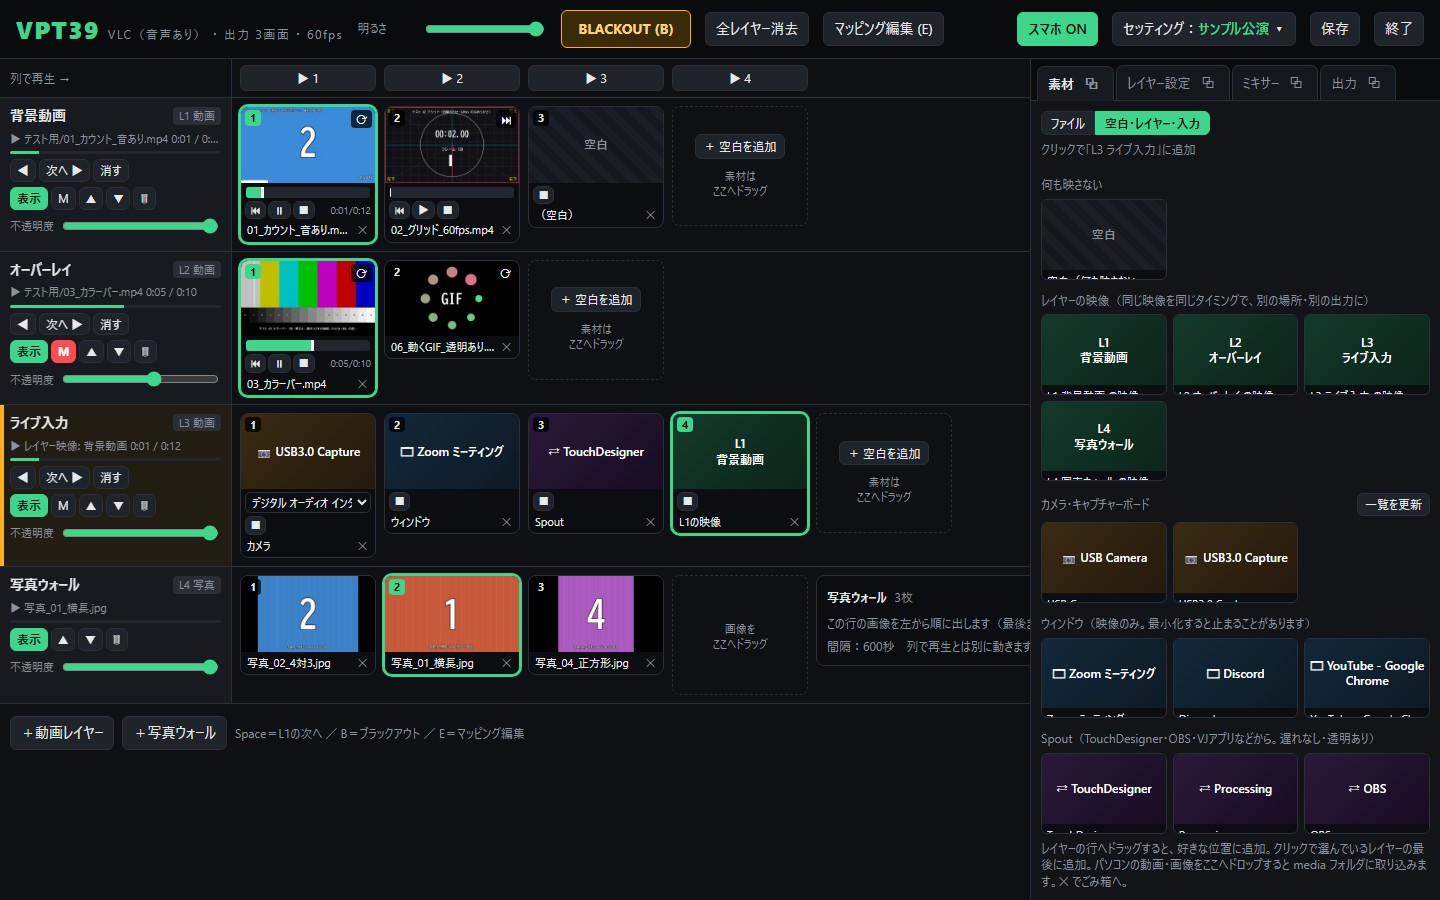 VPT39 VLC（音声あり）・出力 3画面・60fps 明るさ BLACKOUT (B) 全レイヤー消去 マッピング編集 (E) スマホ ON セッティング：サンプル公演 ▼ 保存 終了
列で再生 → ▶ 1 ▶ 2 ▶ 3 ▶ 4
背景動画 L1 動画
▶ テスト用/01_カウント_音あり.mp4 0:01 / 0:...
◀ 次へ ▶ 消す
表示 M ▲ ▼
不透明度
1
2
0:01/0:12
01_カウント_音あり.m... ×
2
00:02.00
02_グリッド_60fps.mp4 ×
3
空白
（空白） ×
＋ 空白を追加
素材は
ここへドラッグ
オーバーレイ L2 動画
▶ テスト用/03_カラーバー.mp4 0:05 / 0:10
◀ 次へ ▶ 消す
表示 M ▲ ▼
不透明度
1
0:05/0:10
03_カラーバー.mp4 ×
2
GIF
06_動くGIF_透明あり.... ×
＋ 空白を追加
素材は
ここへドラッグ
ライブ入力 L3 動画
▶ レイヤー映像: 背景動画 0:01 / 0:12
◀ 次へ ▶ 消す
表示 M ▲ ▼
不透明度
1
USB3.0 Capture
デジタル オーディオ インタ
カメラ ×
2
Zoom ミーティング
ウィンドウ ×
3
⇄ TouchDesigner
Spout ×
4
L1
背景動画
L1の映像 ×
＋ 空白を追加
素材は
ここへドラッグ
写真ウォール L4 写真
▶ 写真_01_横長.jpg
表示 ▲ ▼
不透明度
1
2
写真_02_4対3.jpg ×
2
1
写真_01_横長.jpg ×
3
4
写真_04_正方形.jpg ×
画像を
ここへドラッグ
写真ウォール 3枚
この行の画像を左から順に出します（最後ま
間隔：600秒 列で再生とは別に動きます
＋動画レイヤー ＋写真ウォール Space＝L1の次へ ／ B＝ブラックアウト ／ E＝マッピング編集
素材 レイヤー設定 ミキサー 出力
ファイル 空白・レイヤー・入力
クリックで「L3 ライブ入力」に追加
何も映さない
空白
レイヤーの映像（同じ映像を同じタイミングで、別の場所・別の出力に）
L1
背景動画
L2
オーバーレイ
L3
ライブ入力
L4
写真ウォール
カメラ・キャプチャーボード 一覧を更新
USB Camera
USB3.0 Capture
ウィンドウ（映像のみ。最小化すると止まることがあります）
Zoom ミーティング
Discord
YouTube - Google
Chrome
Spout（TouchDesigner・OBS・VJアプリなどから。遅れなし・透明あり）
⇄ TouchDesigner
⇄ Processing
⇄ OBS
レイヤーの行へドラッグすると、好きな位置に追加。クリックで選んでいるレイヤーの最
後に追加。パソコンの動画・画像をここへドロップすると media フォルダに取り込みま
す。× でごみ箱へ。